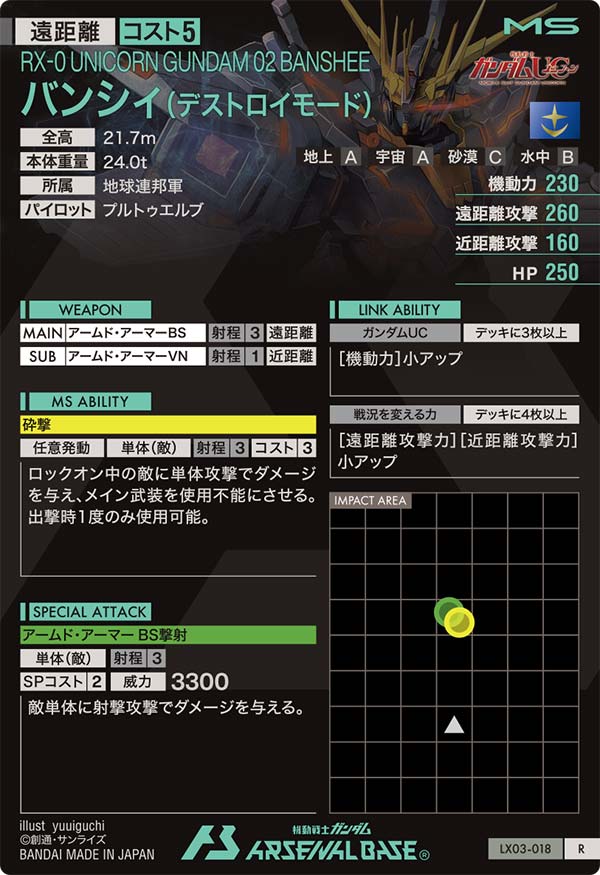 遠距離 コスト5 MS
RX-0 UNICORN GUNDAM 02 BANSHEE
機動戦士 ガンダムUC ユニコーン
バンシィ(デストロイモード)
全高 21.7m
本体重量 24.0t
所属 地球連邦軍
パイロット プルトゥエルブ
地上 A 宇宙 A 砂漠 C 水中 B
機動力 230
遠距離攻撃 260
近距離攻撃 160
HP 250
WEAPON
MAIN アームド・アーマーBS 射程 3 遠距離
SUB アームド・アーマーVN 射程 1 近距離
MS ABILITY
砕撃
任意発動 単体(敵) 射程 3 コスト 3
ロックオン中の敵に単体攻撃でダメージ
を与え、メイン武装を使用不能にさせる。
出撃時1度のみ使用可能。
SPECIAL ATTACK
アームド・アーマー BS撃射
単体(敵) 射程 3
SPコスト 2 威力 3300
敵単体に射撃攻撃でダメージを与える。
LINK ABILITY
ガンダムUC デッキに3枚以上
[機動力]小アップ
戦況を変える力 デッキに4枚以上
[遠距離攻撃力][近距離攻撃力]
小アップ
IMPACT AREA
illust yuuiguchi
©創通・サンライズ
BANDAI MADE IN JAPAN
機動戦士ガンダム
AB ARSENAL BASE ®
LX03-018 R